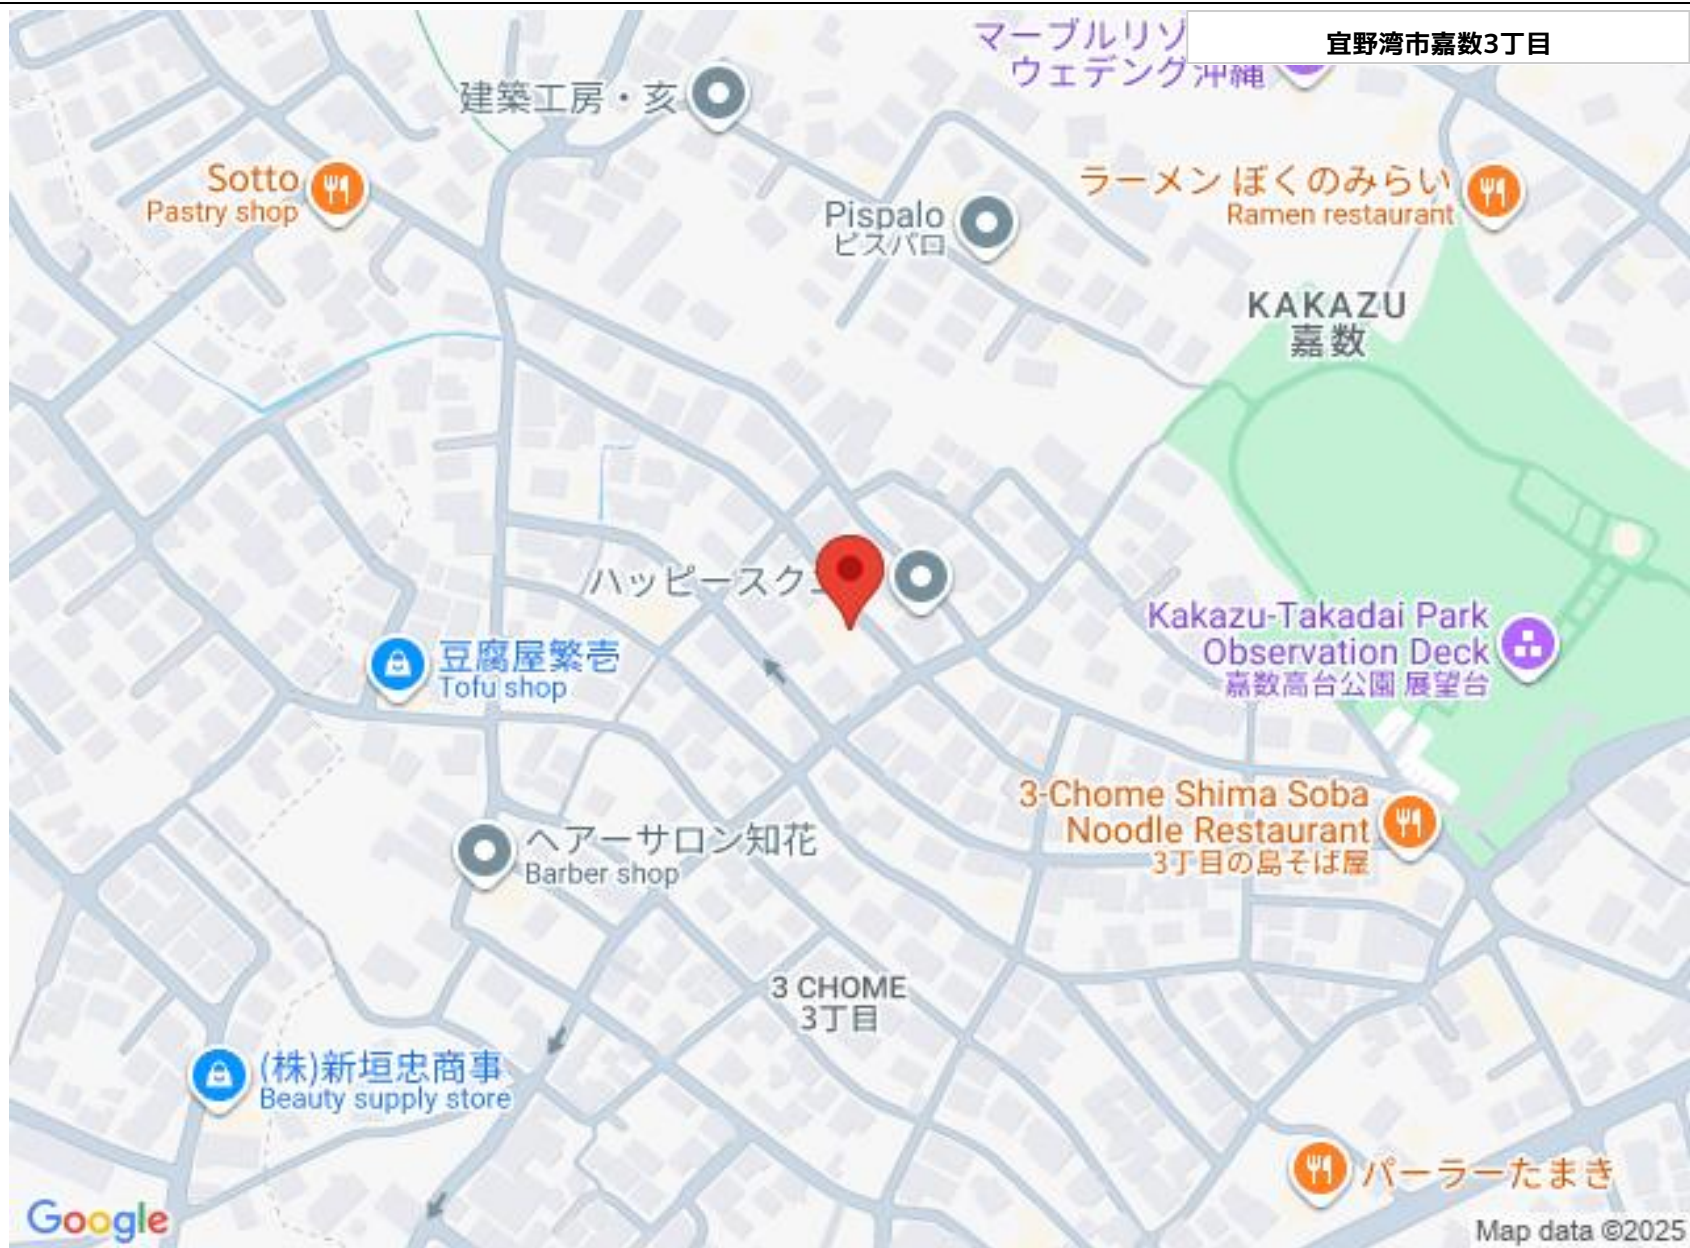 マーブルリゾ
ウェデング沖縄
宜野湾市嘉数3丁目
建築工房・亥
Sotto
Pastry shop
Pispalo
ピスパロ
ラーメン ぼくのみらい
Ramen restaurant
KAKAZU
嘉数
ハッピースク
Kakazu-Takadai Park
Observation Deck
嘉数高台公園 展望台
豆腐屋繁壱
Tofu shop
3-Chome Shima Soba
Noodle Restaurant
3丁目の島そば屋
ヘアーサロン知花
Barber shop
3 CHOME
3丁目
(株)新垣忠商事
Beauty supply store
パーラーたまき
Google
Map data ©2025